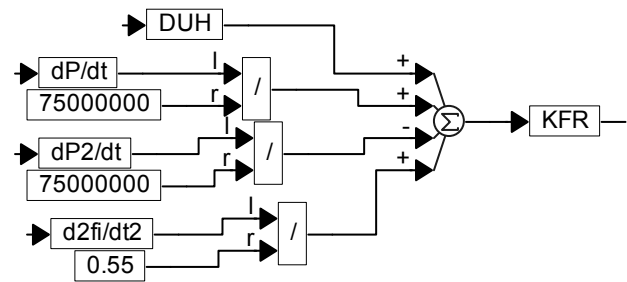 DUH
dP/dt
l
/
+
75000000
r
+
Σ
KFR
dP2/dt
l
/
-
75000000
r
+
d2fi/dt2
l
/
0.55
r